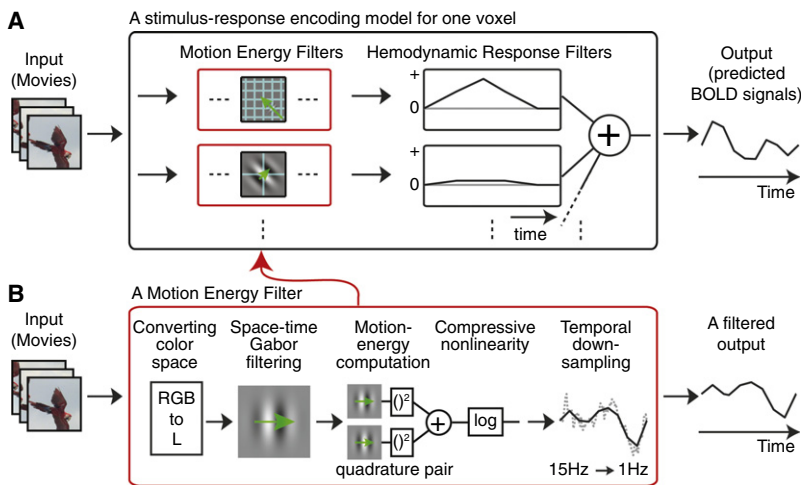 A
A stimulus-response encoding model for one voxel
Input
(Movies)
Motion Energy Filters
Hemodynamic Response Filters
Output
(predicted
BOLD signals)
+
0
+
0
+
time
Time
B
A Motion Energy Filter
Input
(Movies)
Converting
color
space
Space-time
Gabor
filtering
Motion-
energy
computation
Compressive
nonlinearity
Temporal
down-
sampling
A filtered
output
RGB
to
L
()²
()²
+
log
quadrature pair
15Hz → 1Hz
Time